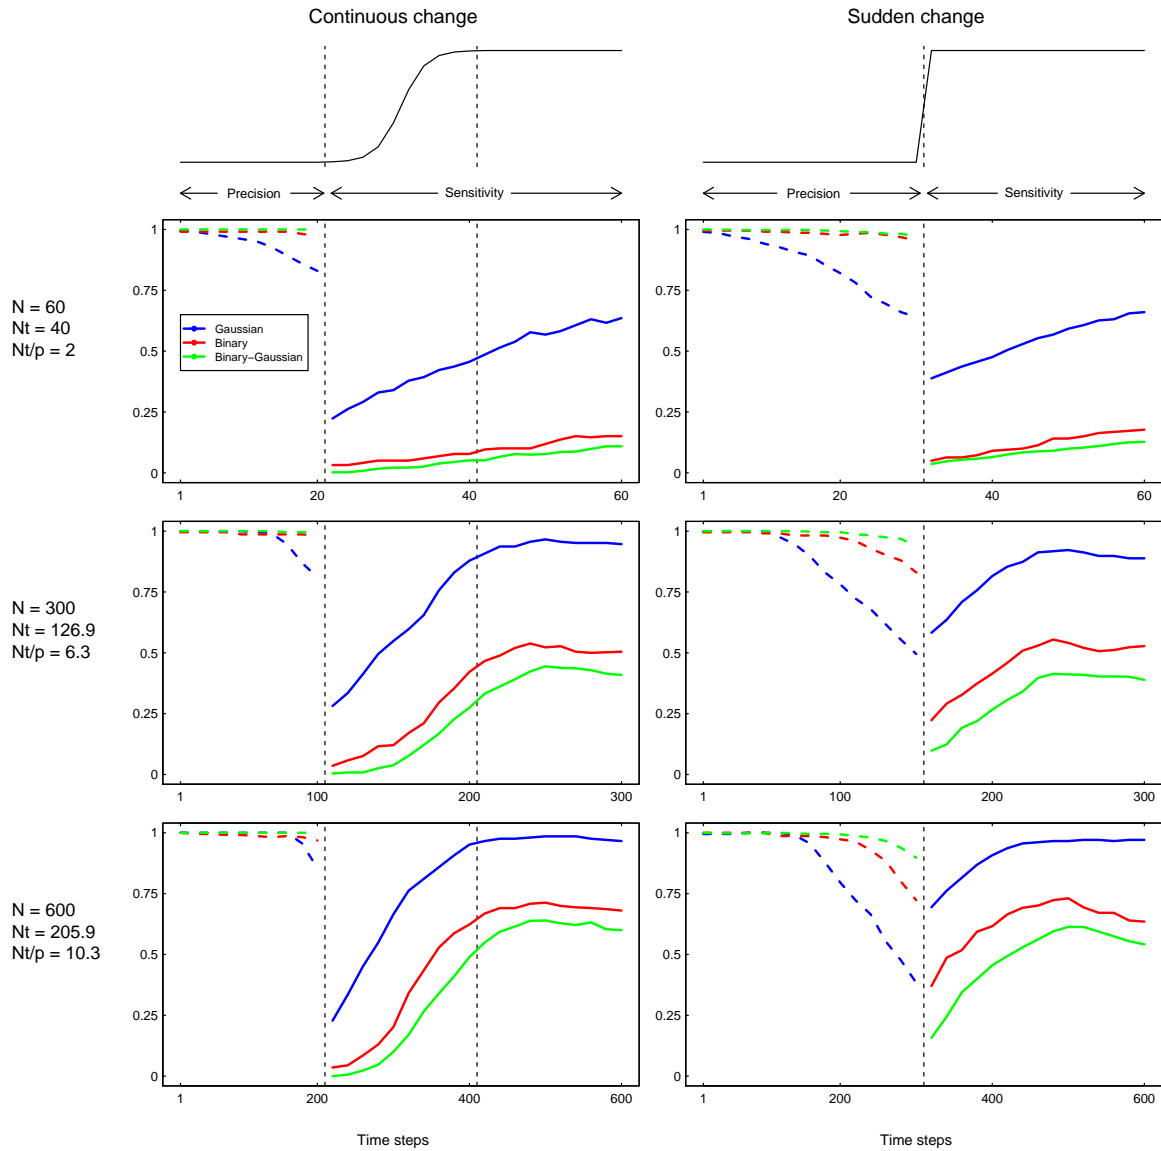 Continuous change
Sudden change
Precision
Sensitivity
Precision
Sensitivity
N = 60
Nt = 40
Nt/p = 2
1
0.75
0.5
0.25
0
Gaussian
Binary
Binary−Gaussian
1
20
40
60
1
0.75
0.5
0.25
0
1
20
40
60
N = 300
Nt = 126.9
Nt/p = 6.3
1
0.75
0.5
0.25
0
1
100
200
300
1
0.75
0.5
0.25
0
1
100
200
300
N = 600
Nt = 205.9
Nt/p = 10.3
1
0.75
0.5
0.25
0
1
200
400
600
1
0.75
0.5
0.25
0
1
200
400
600
Time steps
Time steps